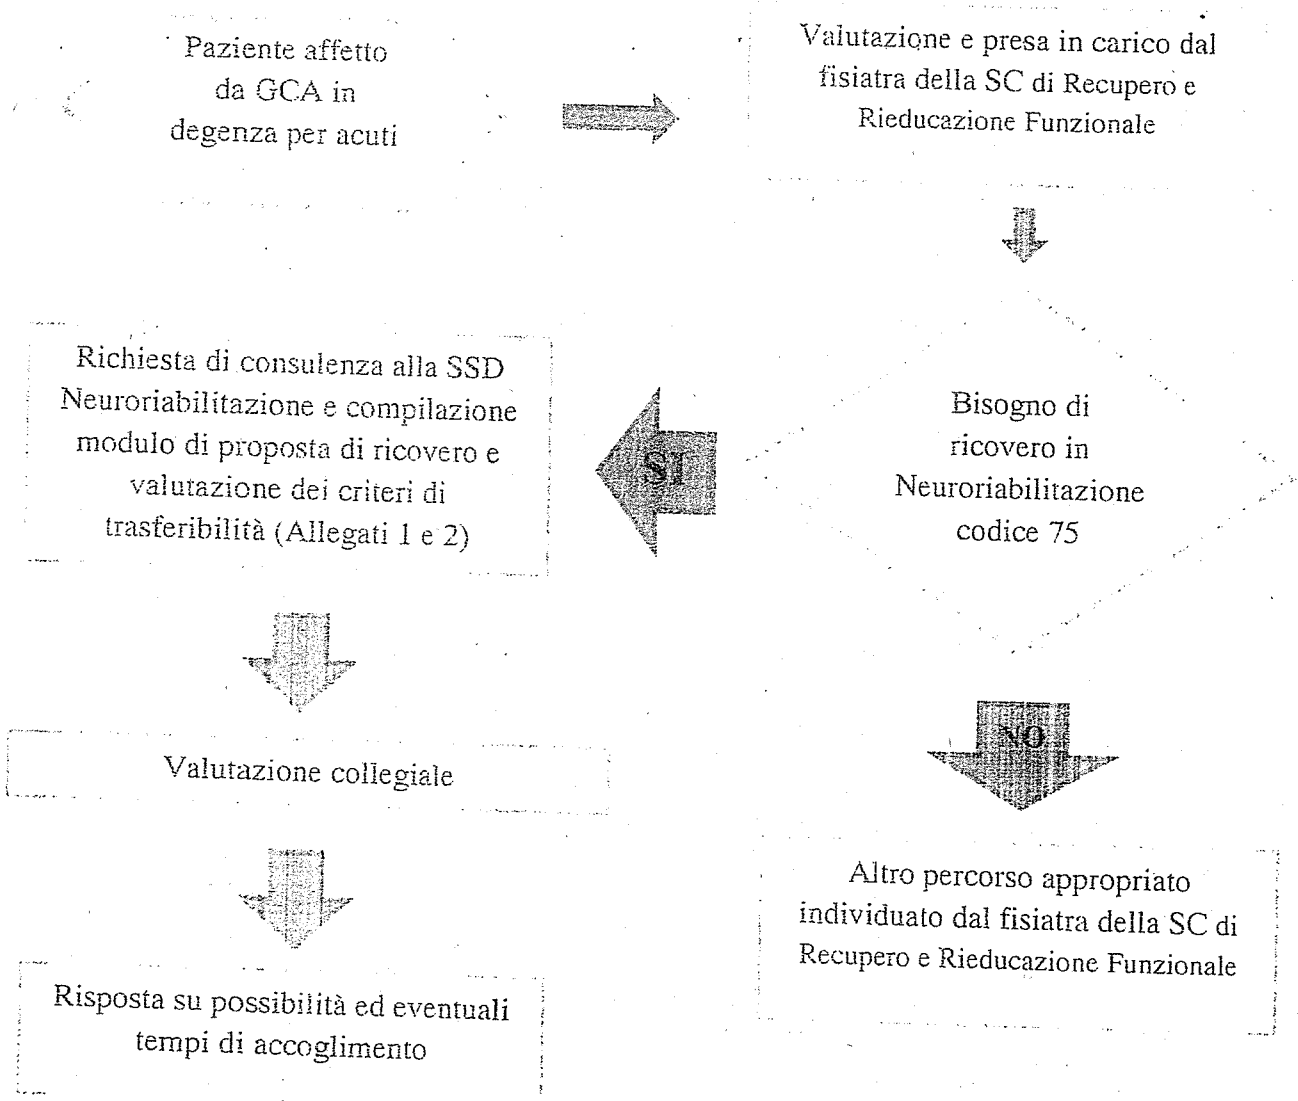 Paziente affetto
da GCA in
degenza per acuti
Valutazione e presa in carico dal
fisiatra della SC di Recupero e
Rieducazione Funzionale
Bisogno di
ricovero in
Neuroriabilitazione
codice 75
SI
Richiesta di consulenza alla SSD
Neuroriabilitazione e compilazione
modulo di proposta di ricovero e
valutazione dei criteri di
trasferibilità (Allegati 1 e 2)
Valutazione collegiale
Risposta su possibilità ed eventuali
tempi di accoglimento
NO
Altro percorso appropriato
individuato dal fisiatra della SC di
Recupero e Rieducazione Funzionale